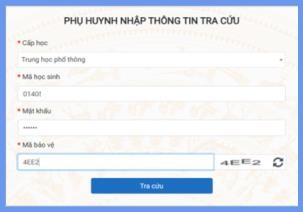 PHỤ HUYNH NHẬP THÔNG TIN TRA CỨU
* Cấp học
Trung học phổ thông
* Mã học sinh
01401
* Mật khẩu
••••••
* Mã bảo vệ
4EE2 4EE2
Tra cứu